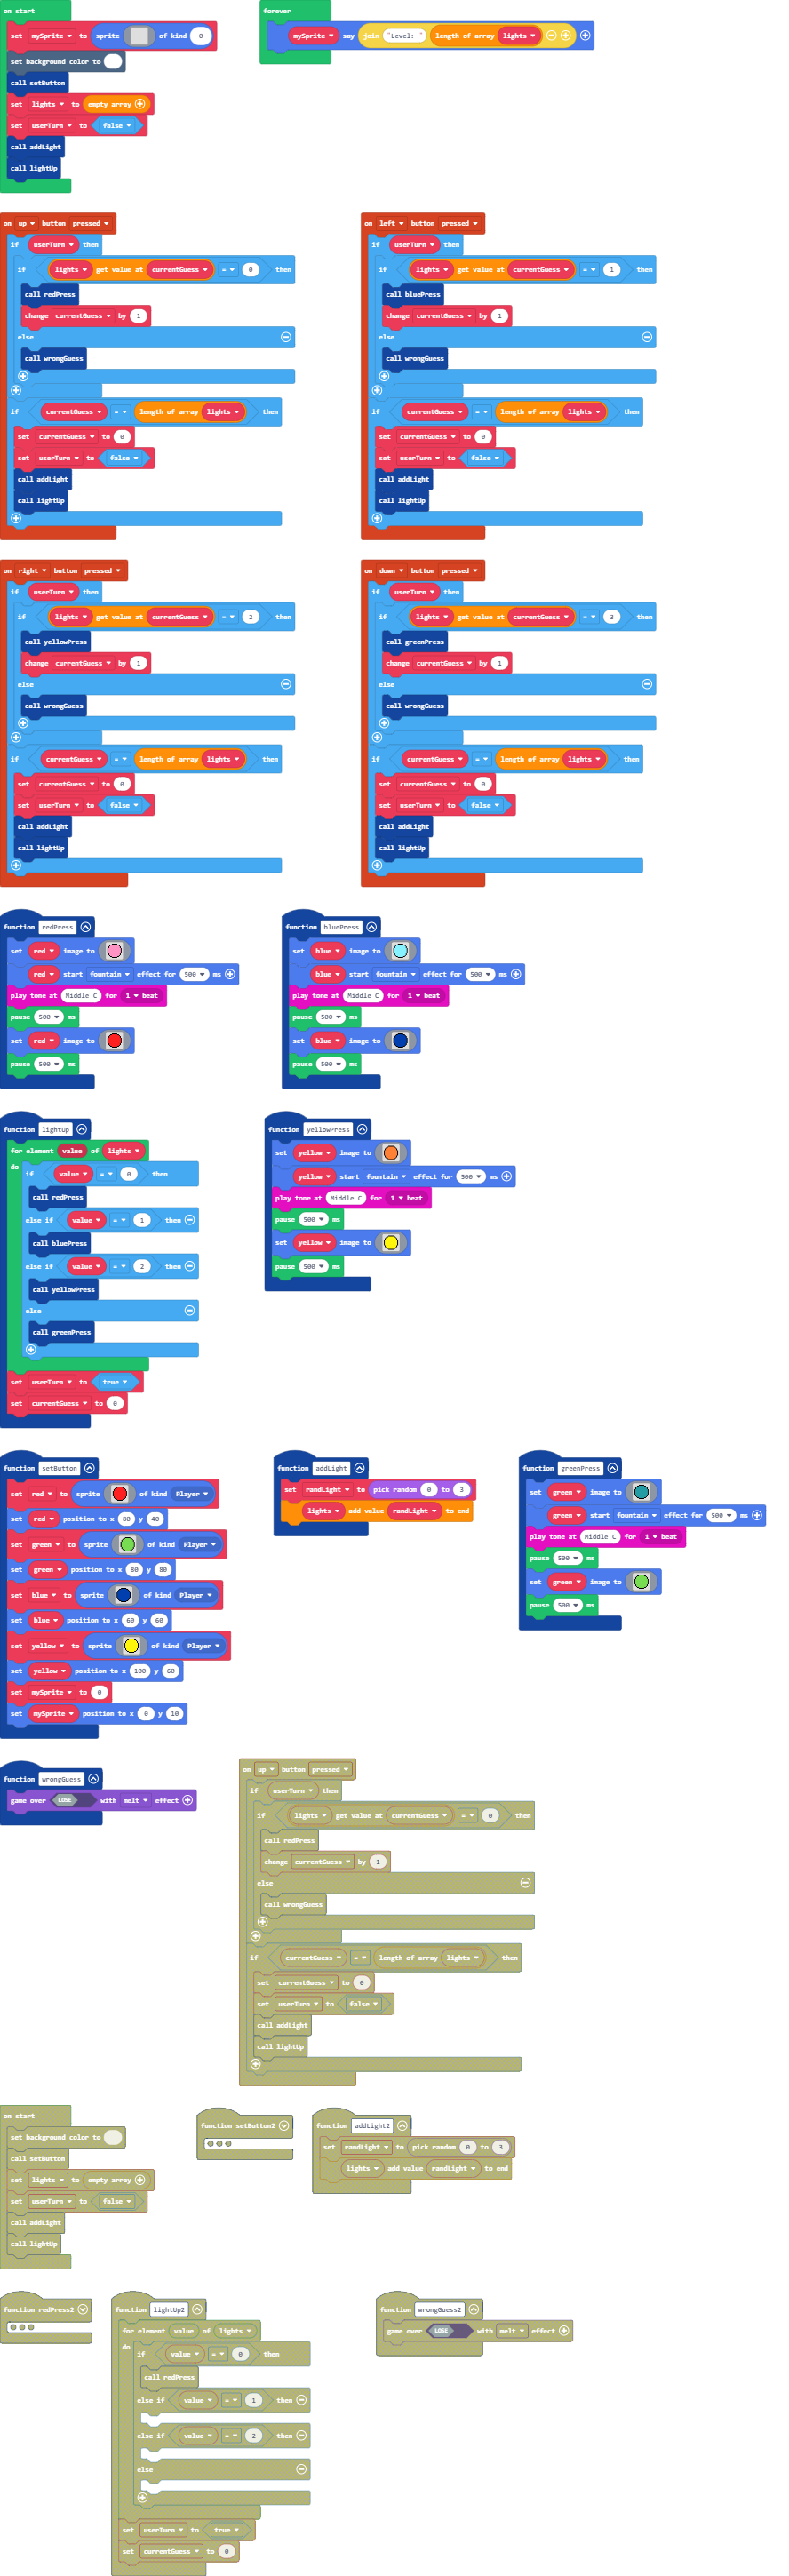 on start
forever
set mySprite to sprite of kind 0
mySprite say join "Level: " length of array lights
set background color to
call setButton
set lights to empty array
set userTurn to false
call addLight
call lightUp
on up button pressed
if userTurn then
if lights get value at currentGuess = 0 then
call redPress
change currentGuess by 1
else
call wrongGuess
if currentGuess = length of array lights then
set currentGuess to 0
set userTurn to false
call addLight
call lightUp
on left button pressed
if userTurn then
if lights get value at currentGuess = 1 then
call bluePress
change currentGuess by 1
else
call wrongGuess
if currentGuess = length of array lights then
set currentGuess to 0
set userTurn to false
call addLight
call lightUp
on right button pressed
if userTurn then
if lights get value at currentGuess = 2 then
call yellowPress
change currentGuess by 1
else
call wrongGuess
if currentGuess = length of array lights then
set currentGuess to 0
set userTurn to false
call addLight
call lightUp
on down button pressed
if userTurn then
if lights get value at currentGuess = 3 then
call greenPress
change currentGuess by 1
else
call wrongGuess
if currentGuess = length of array lights then
set currentGuess to 0
set userTurn to false
call addLight
call lightUp
function redPress
set red image to
red start fountain effect for 500 ms
play tone at Middle C for 1 beat
pause 500 ms
set red image to
pause 500 ms
function bluePress
set blue image to
blue start fountain effect for 500 ms
play tone at Middle C for 1 beat
pause 500 ms
set blue image to
pause 500 ms
function lightUp
for element value of lights
do
if value = 0 then
call redPress
else if value = 1 then
call bluePress
else if value = 2 then
call yellowPress
else
call greenPress
set userTurn to true
set currentGuess to 0
function yellowPress
set yellow image to
yellow start fountain effect for 500 ms
play tone at Middle C for 1 beat
pause 500 ms
set yellow image to
pause 500 ms
function setButton
set red to sprite of kind Player
set red position to x 80 y 40
set green to sprite of kind Player
set green position to x 80 y 80
set blue to sprite of kind Player
set blue position to x 60 y 60
set yellow to sprite of kind Player
set yellow position to x 100 y 60
set mySprite to 0
set mySprite position to x 0 y 10
function addLight
set randLight to pick random 0 to 3
lights add value randLight to end
function greenPress
set green image to
green start fountain effect for 500 ms
play tone at Middle C for 1 beat
pause 500 ms
set green image to
pause 500 ms
function wrongGuess
game over LOSE with melt effect
on up button pressed
if userTurn then
if lights get value at currentGuess = 0 then
call redPress
change currentGuess by 1
else
call wrongGuess
if currentGuess = length of array lights then
set currentGuess to 0
set userTurn to false
call addLight
call lightUp
on start
set background color to
call setButton
set lights to empty array
set userTurn to false
call addLight
call lightUp
function setButton2
function addLight2
set randLight to pick random 0 to 3
lights add value randLight to end
function redPress2
function lightUp2
for element value of lights
do
if value = 0 then
call redPress
else if value = 1 then
else if value = 2 then
else
set userTurn to true
set currentGuess to 0
function wrongGuess2
game over LOSE with melt effect